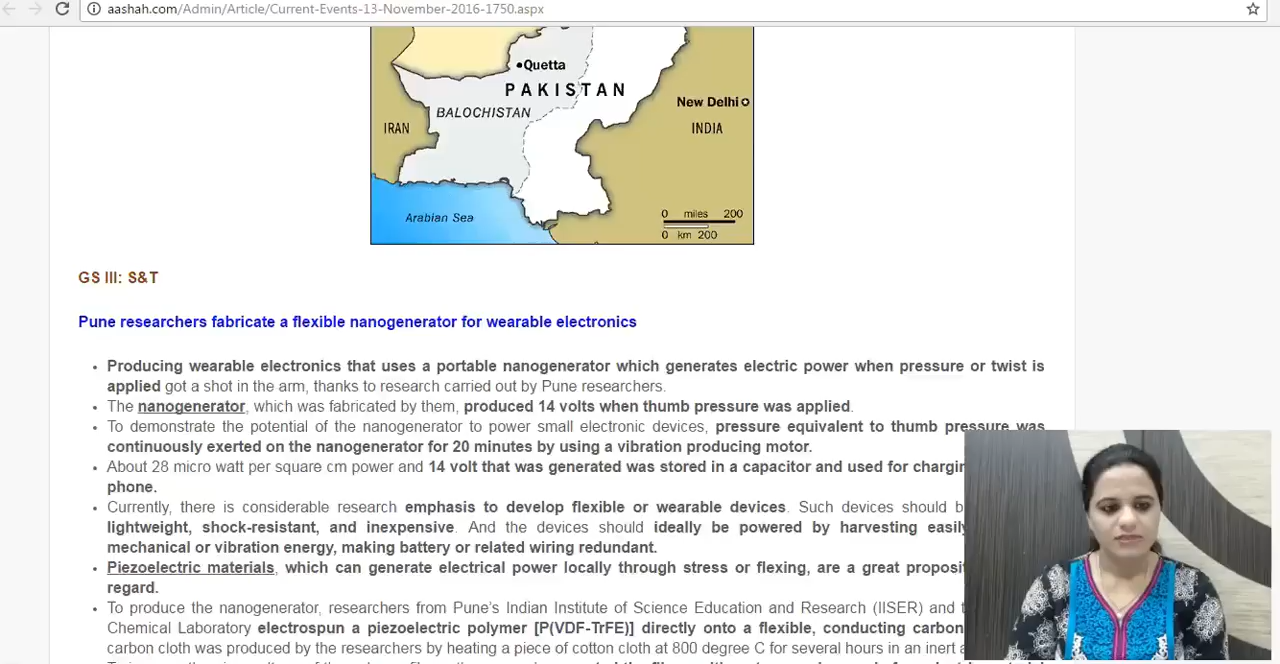 aashah.com/Admin/Article/Current-Events-13-November-2016-1750.aspx
Quetta
PAKISTAN
New Delhi
BALOCHISTAN
IRAN
INDIA
Arabian Sea
0 miles 200
0 km 200
GS III: S&T
Pune researchers fabricate a flexible nanogenerator for wearable electronics
• Producing wearable electronics that uses a portable nanogenerator which generates electric power when pressure or twist is
applied got a shot in the arm, thanks to research carried out by Pune researchers.
• The nanogenerator, which was fabricated by them, produced 14 volts when thumb pressure was applied.
• To demonstrate the potential of the nanogenerator to power small electronic devices, pressure equivalent to thumb pressure was
continuously exerted on the nanogenerator for 20 minutes by using a vibration producing motor.
• About 28 micro watt per square cm power and 14 volt that was generated was stored in a capacitor and used for
phone.
• Currently, there is considerable research emphasis to develop flexible or wearable devices. Such devices should
lightweight, shock-resistant, and inexpensive. And the devices should ideally be powered by harvesting
mechanical or vibration energy, making battery or related wiring redundant.
• Piezoelectric materials, which can generate electrical power locally through stress or flexing, are a great
regard.
• To produce the nanogenerator, researchers from Pune's Indian Institute of Science Education and Research (IISER) and
Chemical Laboratory electrospun a piezoelectric polymer [P(VDF-TrFE)] directly onto a flexible, conducting carbon
carbon cloth was produced by the researchers by heating a piece of cotton cloth at 800 degree C for several hours in an inert